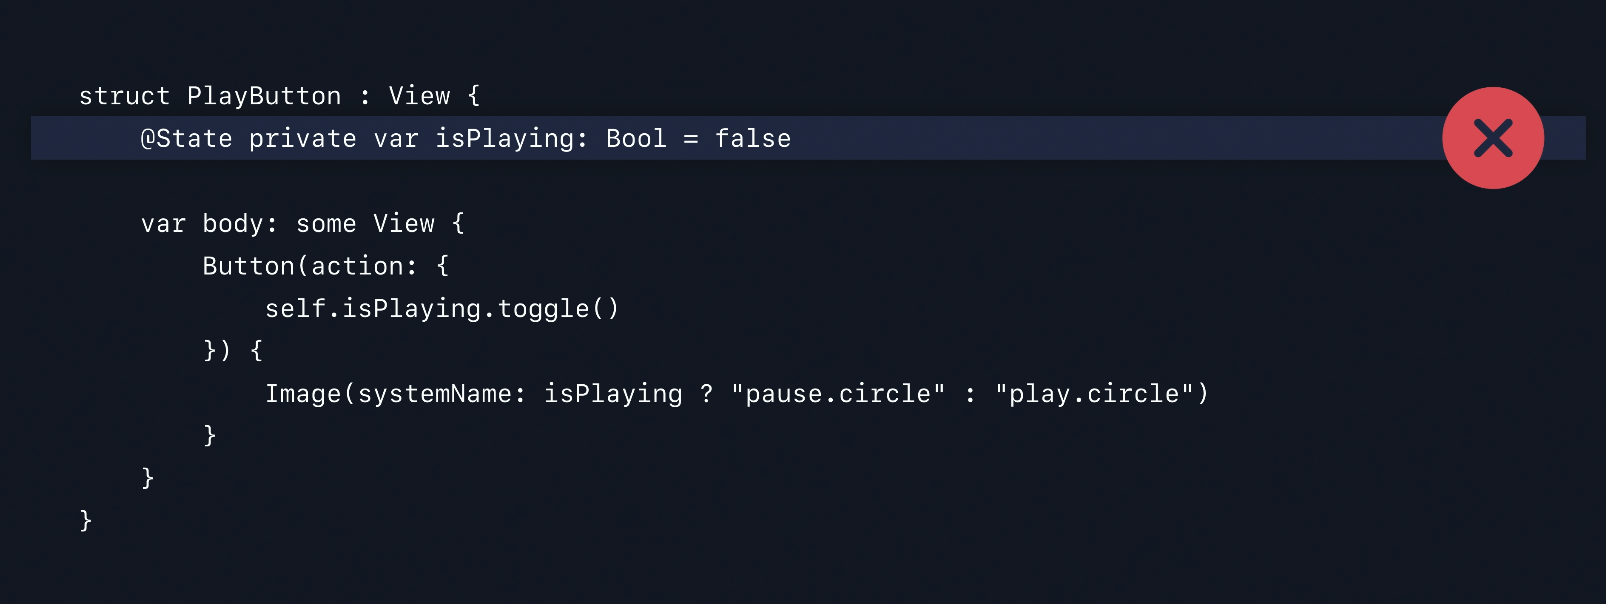 struct PlayButton : View {
    @State private var isPlaying: Bool = false
    var body: some View {
        Button(action: {
            self.isPlaying.toggle()
        }) {
            Image(systemName: isPlaying ? "pause.circle" : "play.circle")
        }
    }
}